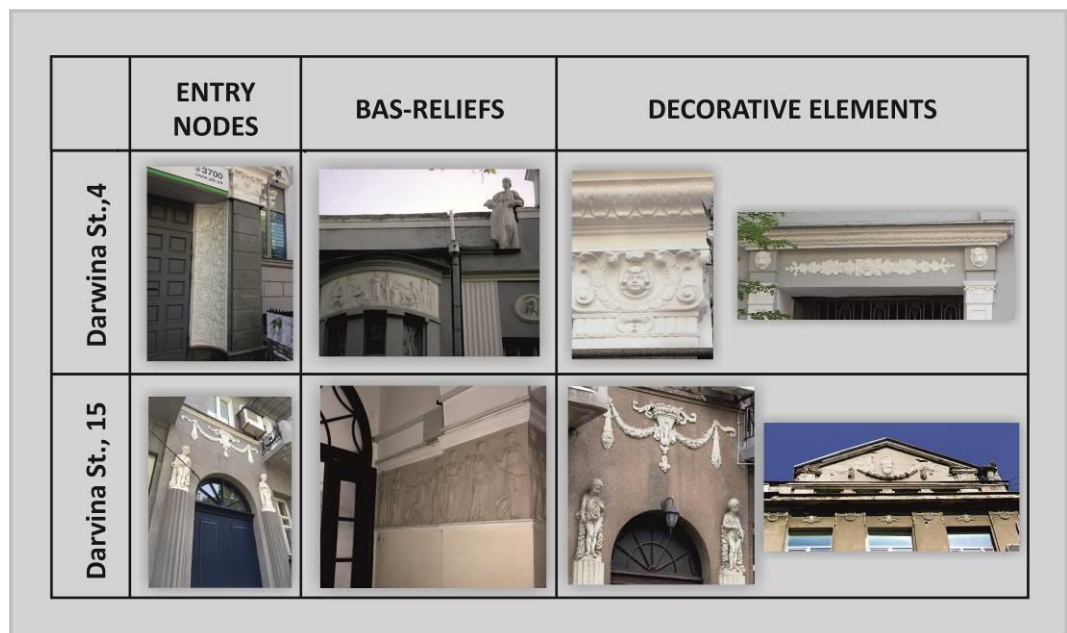 ENTRY
NODES
BAS-RELIEFS
DECORATIVE ELEMENTS
Darwina St.,4
3700
Darvina St., 15